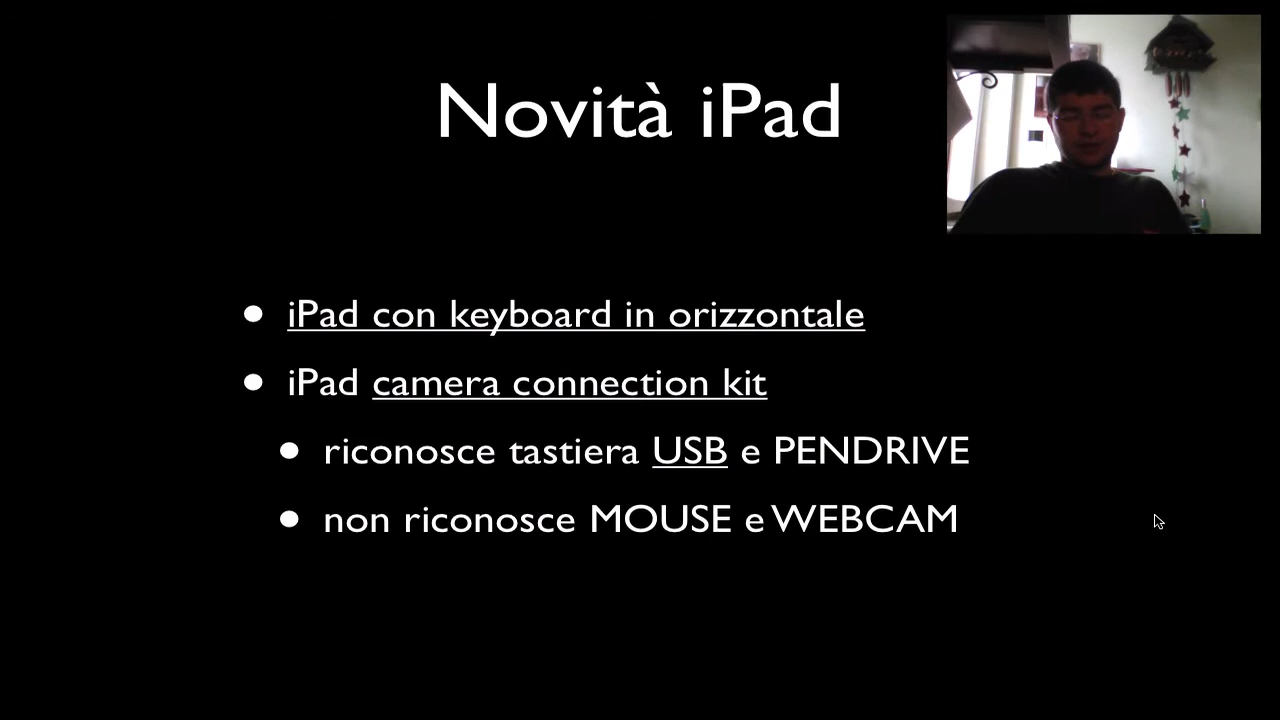 Novità iPad
iPad con keyboard in orizzontale
iPad camera connection kit
riconosce tastiera USB e PENDRIVE
non riconosce MOUSE e WEBCAM